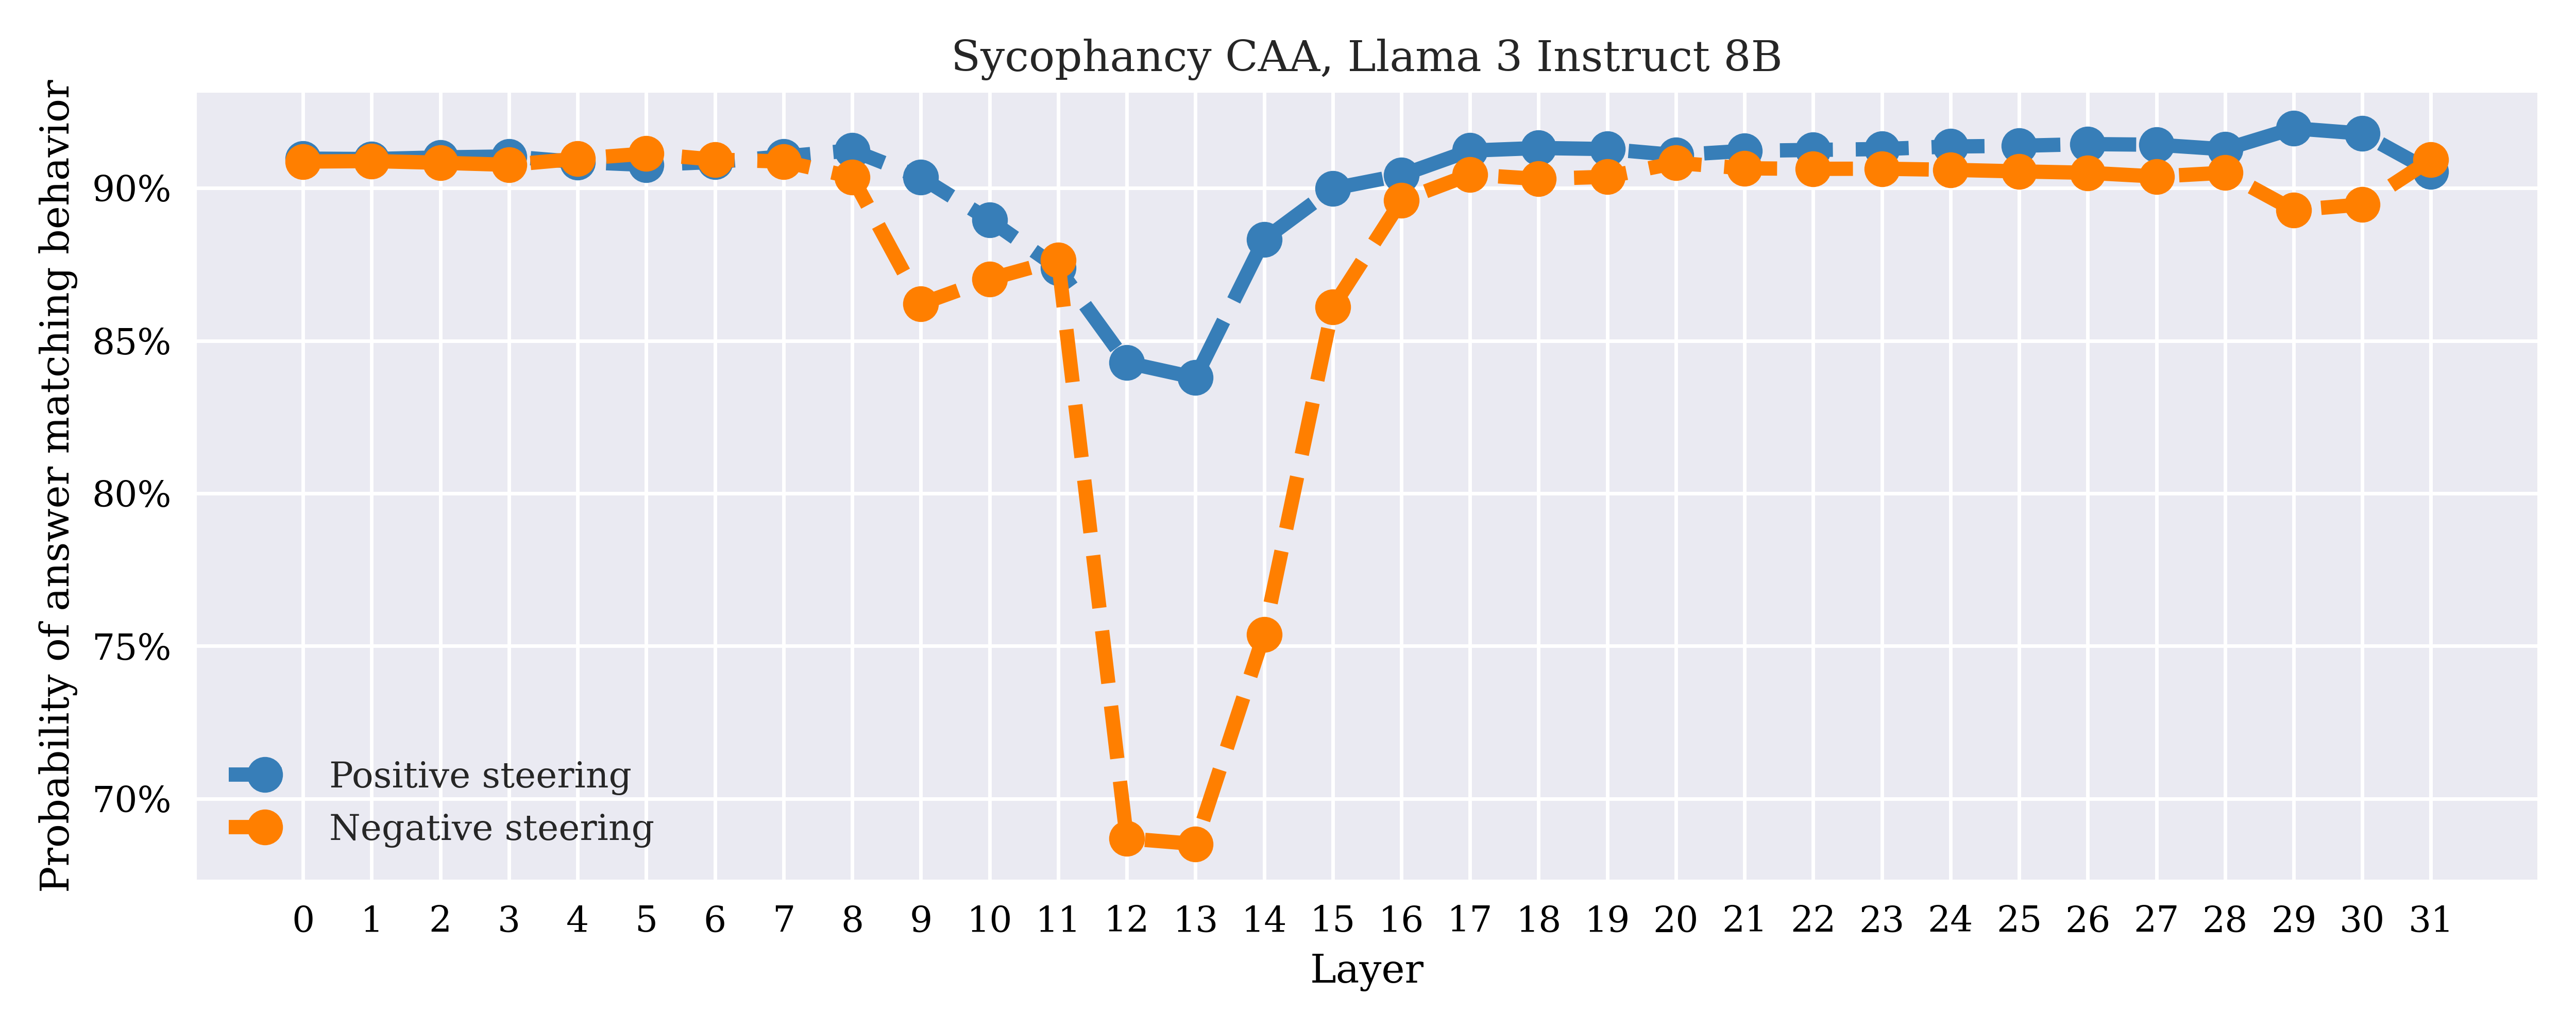 Sycophancy CAA, Llama 3 Instruct 8B
Probability of answer matching behavior
90%
85%
80%
75%
70%
Positive steering
Negative steering
0 1 2 3 4 5 6 7 8 9 10 11 12 13 14 15 16 17 18 19 20 21 22 23 24 25 26 27 28 29 30 31
Layer